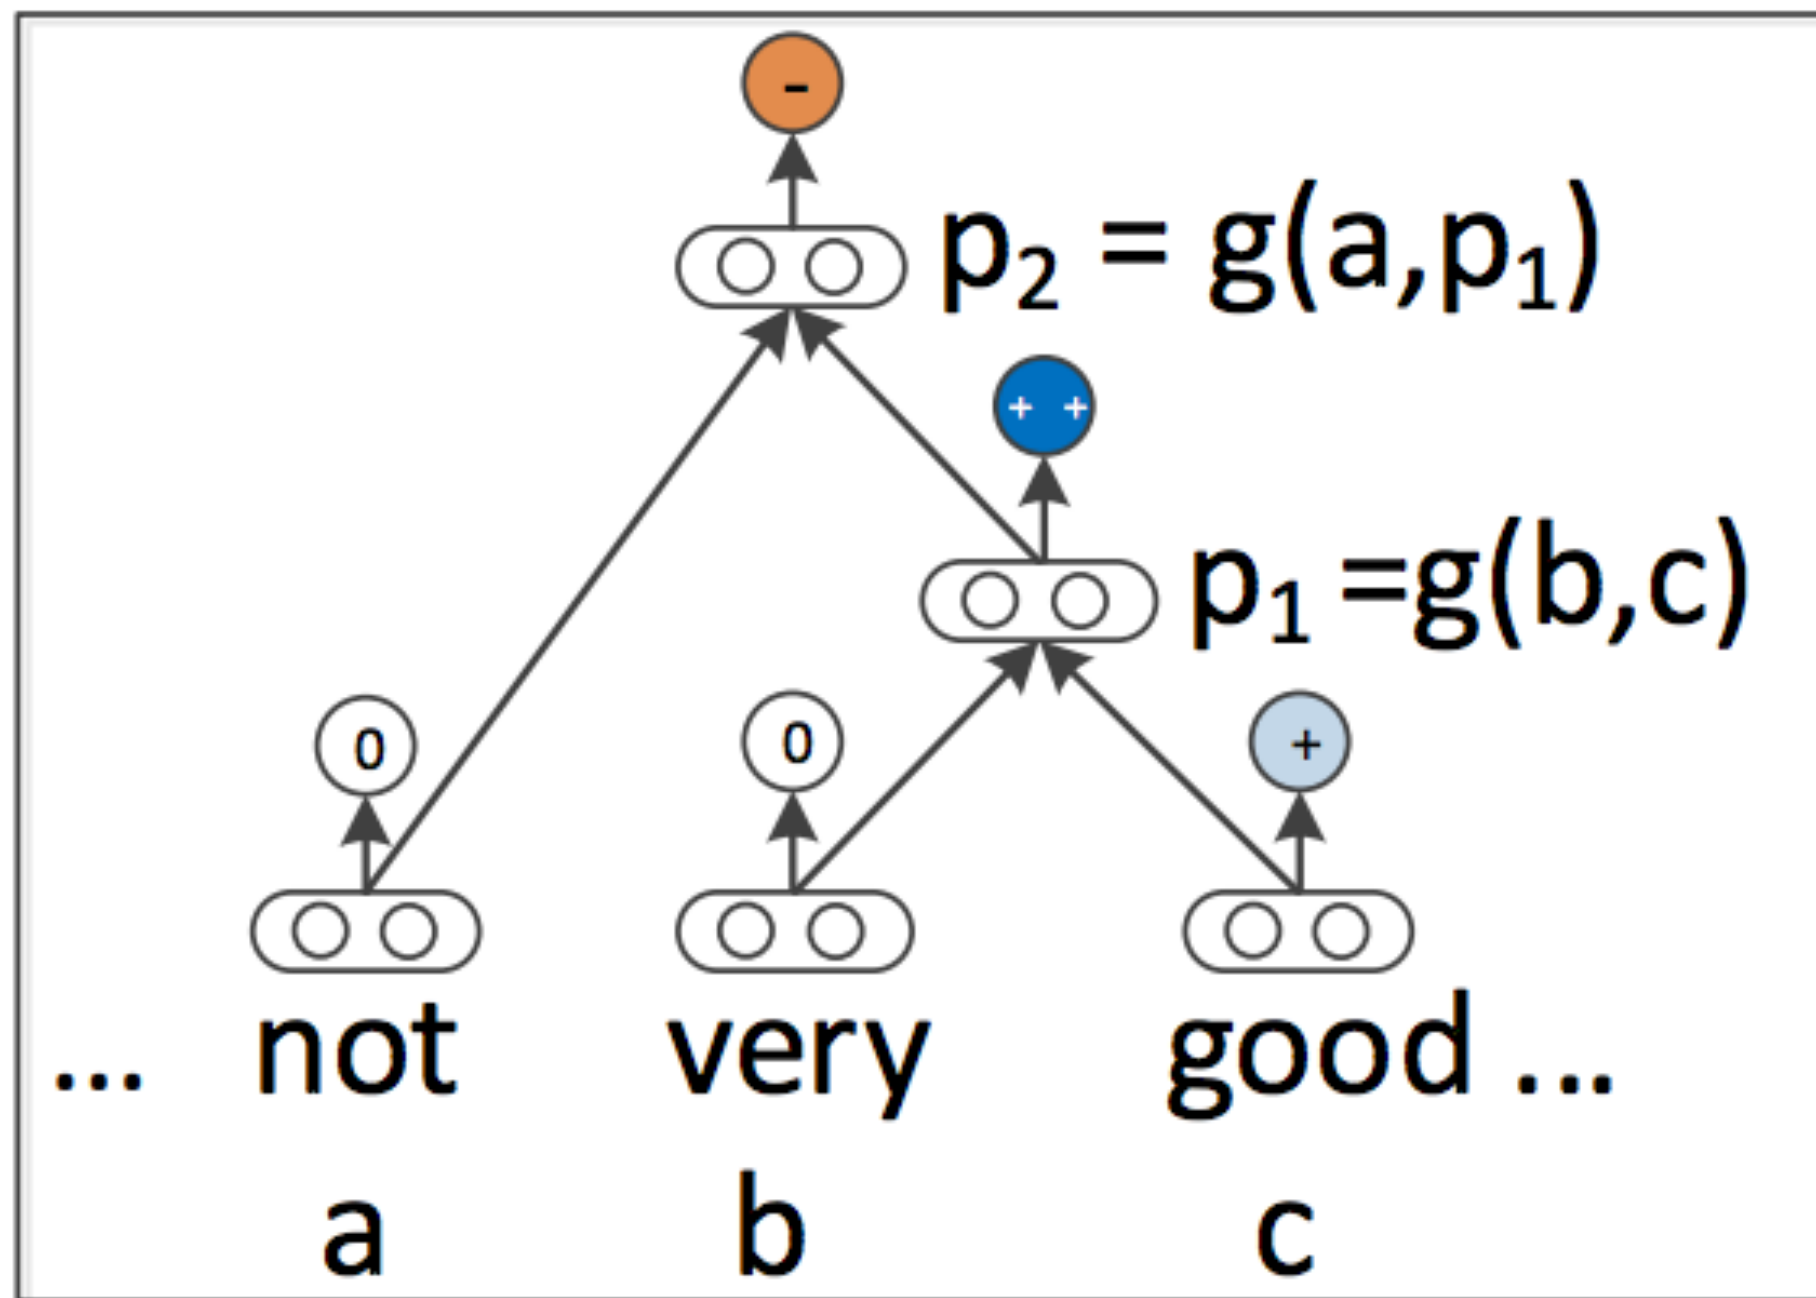 -
p₂ = g(a,p₁)
+ +
p₁ =g(b,c)
0 0 +
... not very good ...
a b c